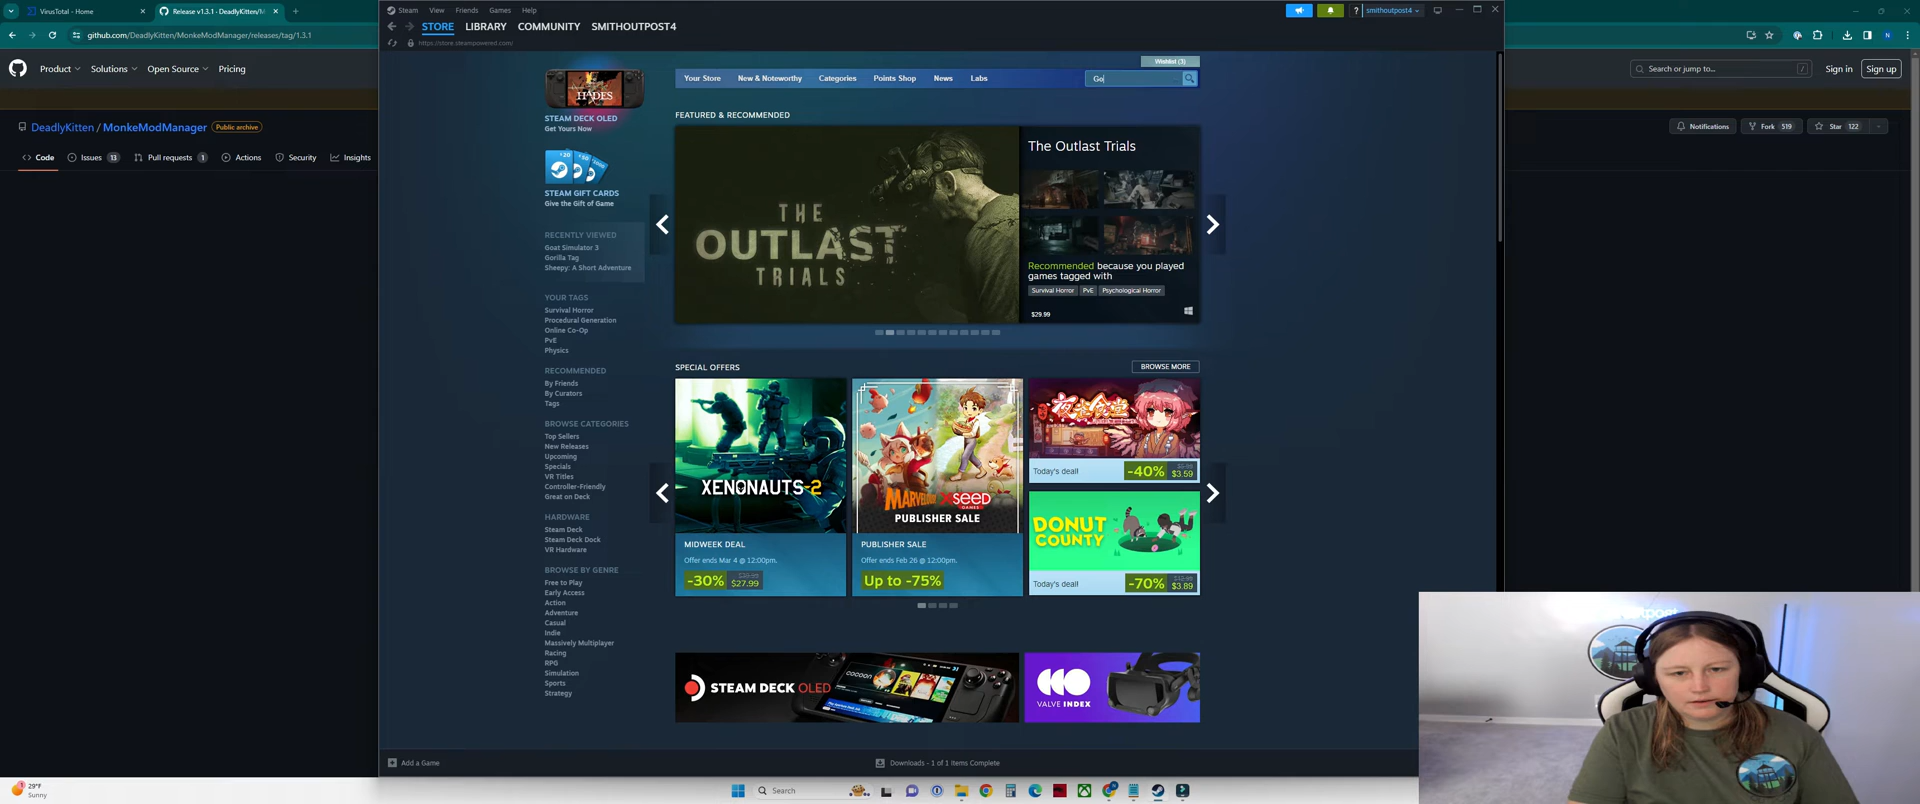 VirusTotal - Home
Release v1.3.1 · DeadlyKitten/M
github.com/DeadlyKitten/MonkeModManager/releases/tag/1.3.1
Product
Solutions
Open Source
Pricing
Search or jump to...
/
Sign in
Sign up
DeadlyKitten / MonkeModManager
Public archive
Notifications
Fork 519
Star 122
Code
Issues 13
Pull requests 1
Actions
Security
Insights
Steam
View
Friends
Games
Help
smithoutpost4
STORE
LIBRARY
COMMUNITY
SMITHOUTPOST4
https://store.steampowered.com/
Wishlist (3)
Your Store
New & Noteworthy
Categories
Points Shop
News
Labs
Go
HADES
STEAM DECK OLED
Get Yours Now
STEAM GIFT CARDS
Give the Gift of Game
RECENTLY VIEWED
Goat Simulator 3
Gorilla Tag
Sheepy: A Short Adventure
YOUR TAGS
Survival Horror
Procedural Generation
Online Co-Op
PvE
Physics
RECOMMENDED
By Friends
By Curators
Tags
BROWSE CATEGORIES
Top Sellers
New Releases
Upcoming
Specials
VR Titles
Controller-Friendly
Great on Deck
HARDWARE
Steam Deck
Steam Deck Dock
VR Hardware
BROWSE BY GENRE
Free to Play
Early Access
Action
Adventure
Casual
Indie
Massively Multiplayer
Racing
RPG
Simulation
Sports
Strategy
FEATURED & RECOMMENDED
THE
OUTLAST
TRIALS
The Outlast Trials
Recommended because you played
games tagged with
Survival Horror
PvE
Psychological Horror
$29.99
SPECIAL OFFERS
BROWSE MORE
XENONAUTS-2
MIDWEEK DEAL
Offer ends Mar 4 @ 12:00pm.
-30%
$27.99
MARVELOUS XSEED
GAMES
PUBLISHER SALE
PUBLISHER SALE
Offer ends Feb 26 @ 12:00pm.
Up to -75%
夜雀食堂
Today's deal!
-40%
$3.59
DONUT
COUNTY
Today's deal!
-70%
$12.99
$3.89
STEAM DECK OLED
VALVE INDEX
Add a Game
Downloads - 1 of 1 Items Complete
29°F
Sunny
Search